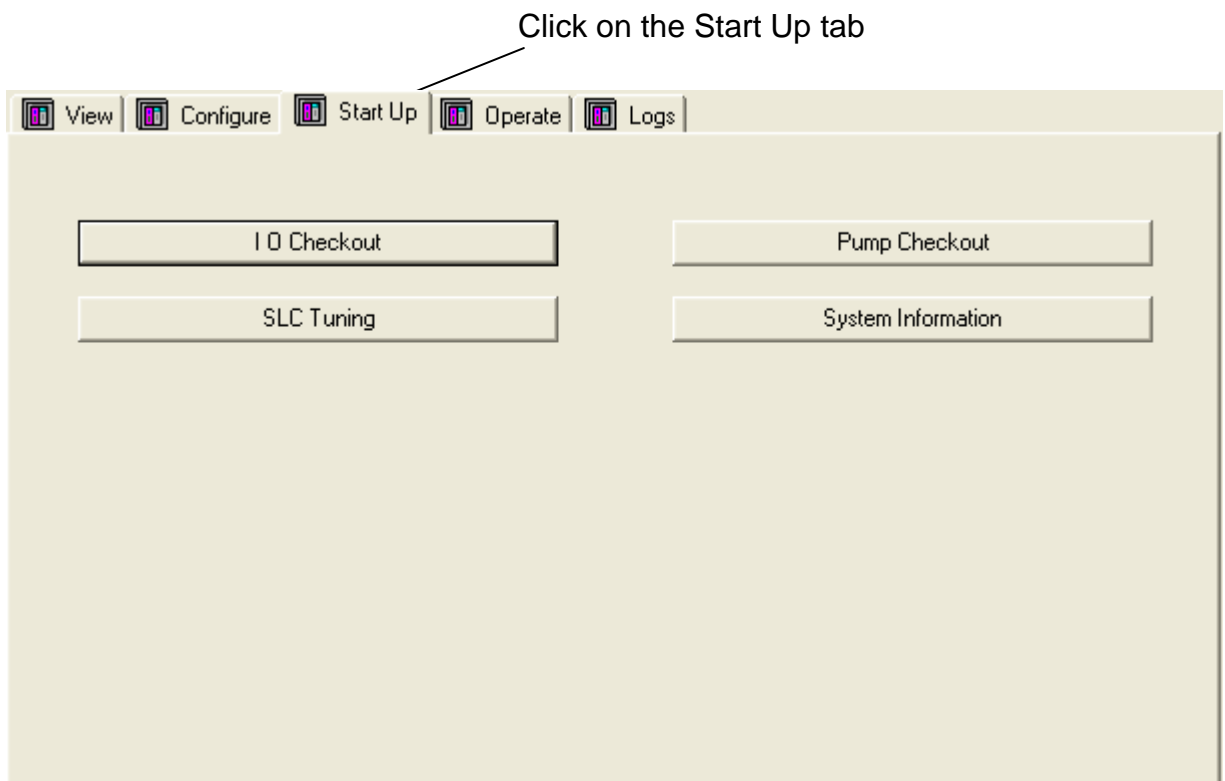 Click on the Start Up tab
View Configure Start Up Operate Logs
I O Checkout Pump Checkout
SLC Tuning System Information